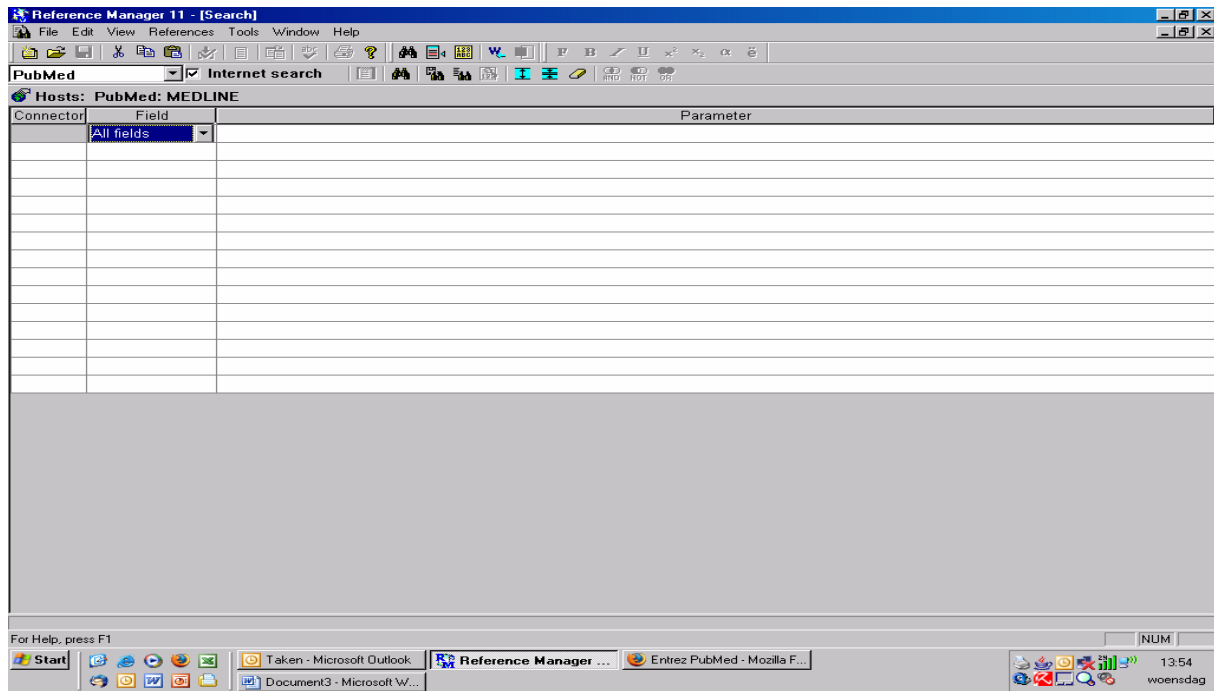 Reference Manager 11 - [Search]
File Edit View References Tools Window Help
PubMed Internet search
Hosts: PubMed: MEDLINE
Connector Field Parameter
All fields
For Help, press F1 NUM
Start Taken - Microsoft Outlook Reference Manager ... Entrez PubMed - Mozilla F... 13:54
Document3 - Microsoft W... woensdag